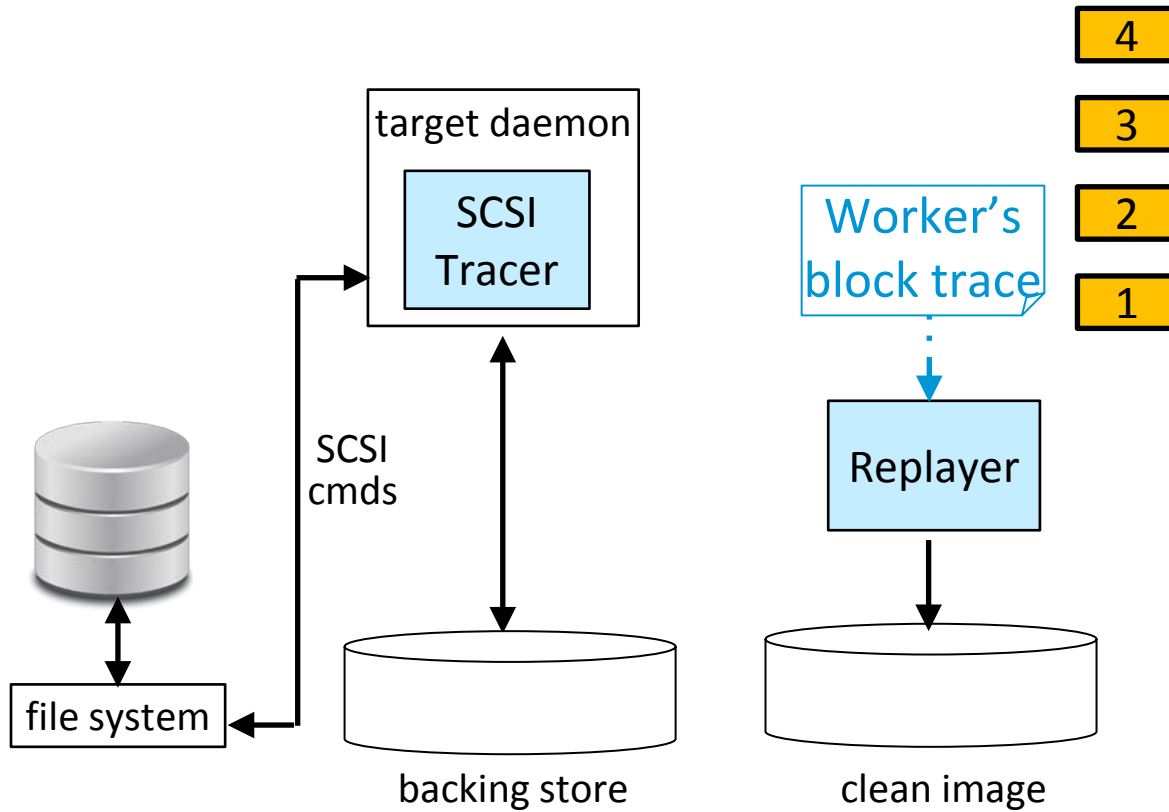 4
target daemon
3
SCSI
Tracer
Worker’s
block trace
2
1
SCSI
cmds
Replayer
file system
backing store
clean image